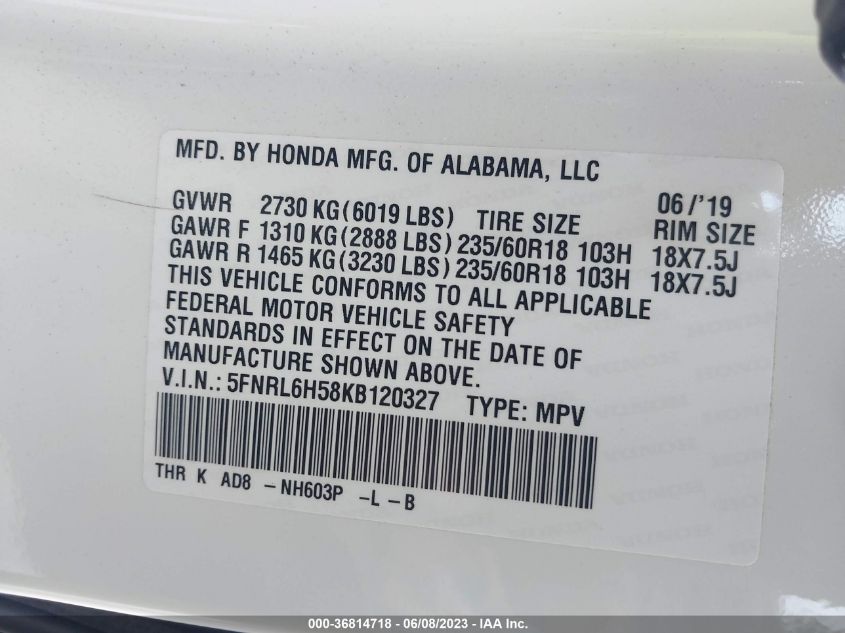 MFD. BY HONDA MFG. OF ALABAMA, LLC
GVWR 2730 KG (6019 LBS) TIRE SIZE 06/'19 RIM SIZE
GAWR F 1310 KG (2888 LBS) 235/60R18 103H 18X7.5J
GAWR R 1465 KG (3230 LBS) 235/60R18 103H 18X7.5J
THIS VEHICLE CONFORMS TO ALL APPLICABLE
FEDERAL MOTOR VEHICLE SAFETY
STANDARDS IN EFFECT ON THE DATE OF
MANUFACTURE SHOWN ABOVE.
V.I.N.: 5FNRL6H58KB120327 TYPE: MPV
THR K AD8 -NH603P -L-B
000-36814718 - 06/08/2023 - IAA Inc.